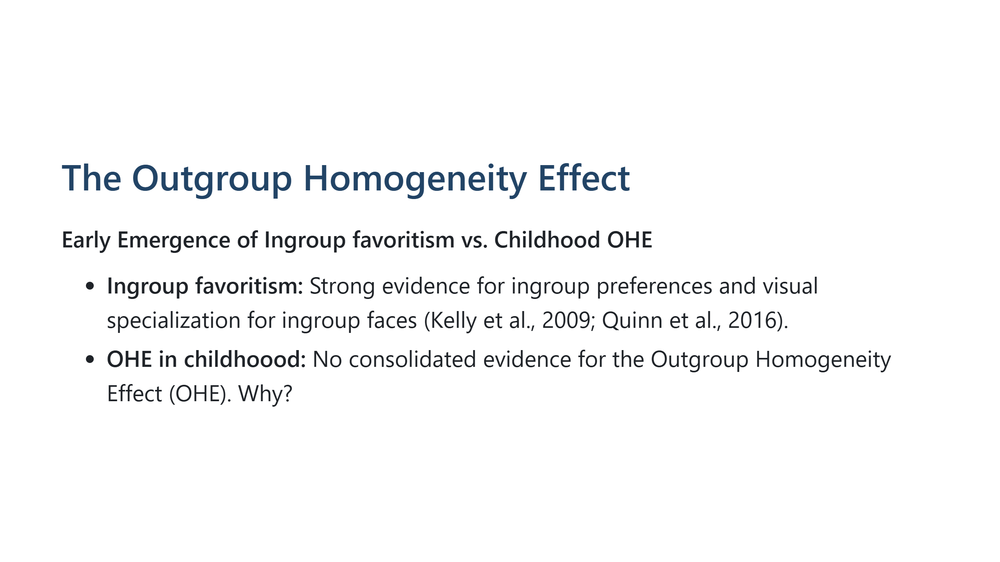 The Outgroup Homogeneity Effect
Early Emergence of Ingroup favoritism vs. Childhood OHE
• Ingroup favoritism: Strong evidence for ingroup preferences and visual
specialization for ingroup faces (Kelly et al., 2009; Quinn et al., 2016).
• OHE in childhoood: No consolidated evidence for the Outgroup Homogeneity
Effect (OHE). Why?